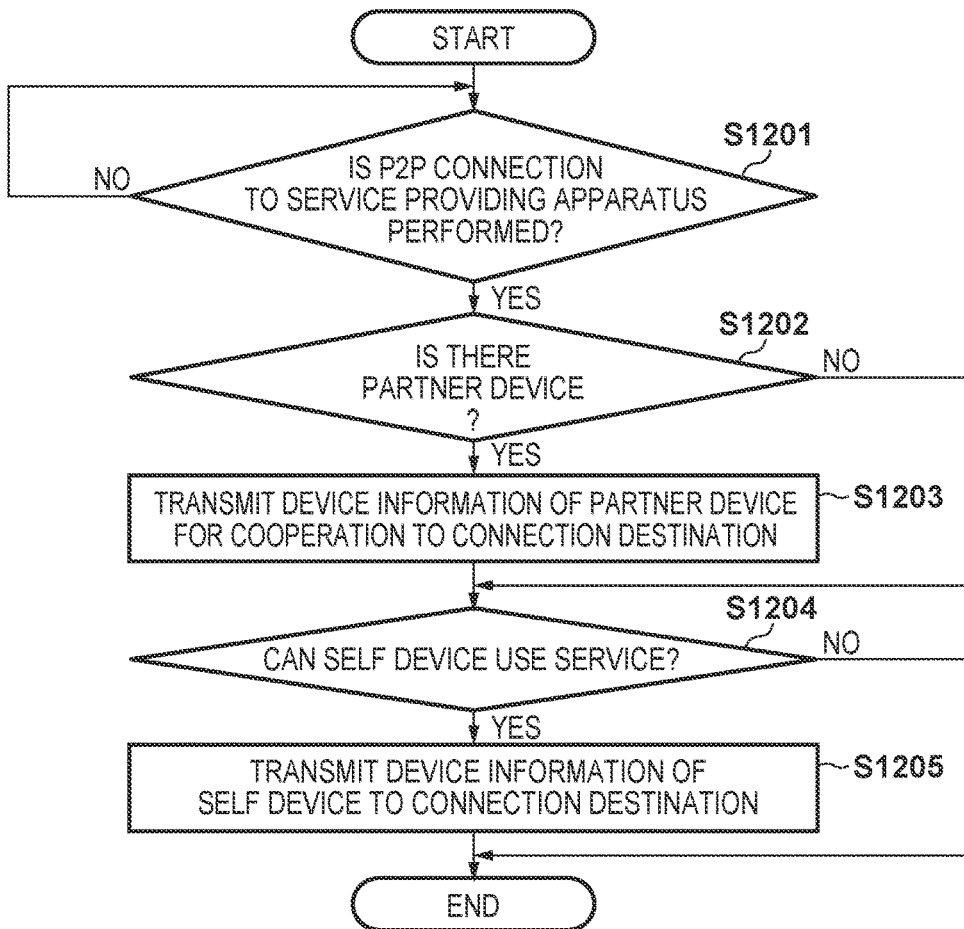 START
S1201
IS P2P CONNECTION
TO SERVICE PROVIDING APPARATUS
PERFORMED?
NO
YES
S1202
IS THERE
PARTNER DEVICE
?
NO
YES
S1203
TRANSMIT DEVICE INFORMATION OF PARTNER DEVICE
FOR COOPERATION TO CONNECTION DESTINATION
S1204
CAN SELF DEVICE USE SERVICE?
NO
YES
S1205
TRANSMIT DEVICE INFORMATION OF
SELF DEVICE TO CONNECTION DESTINATION
END